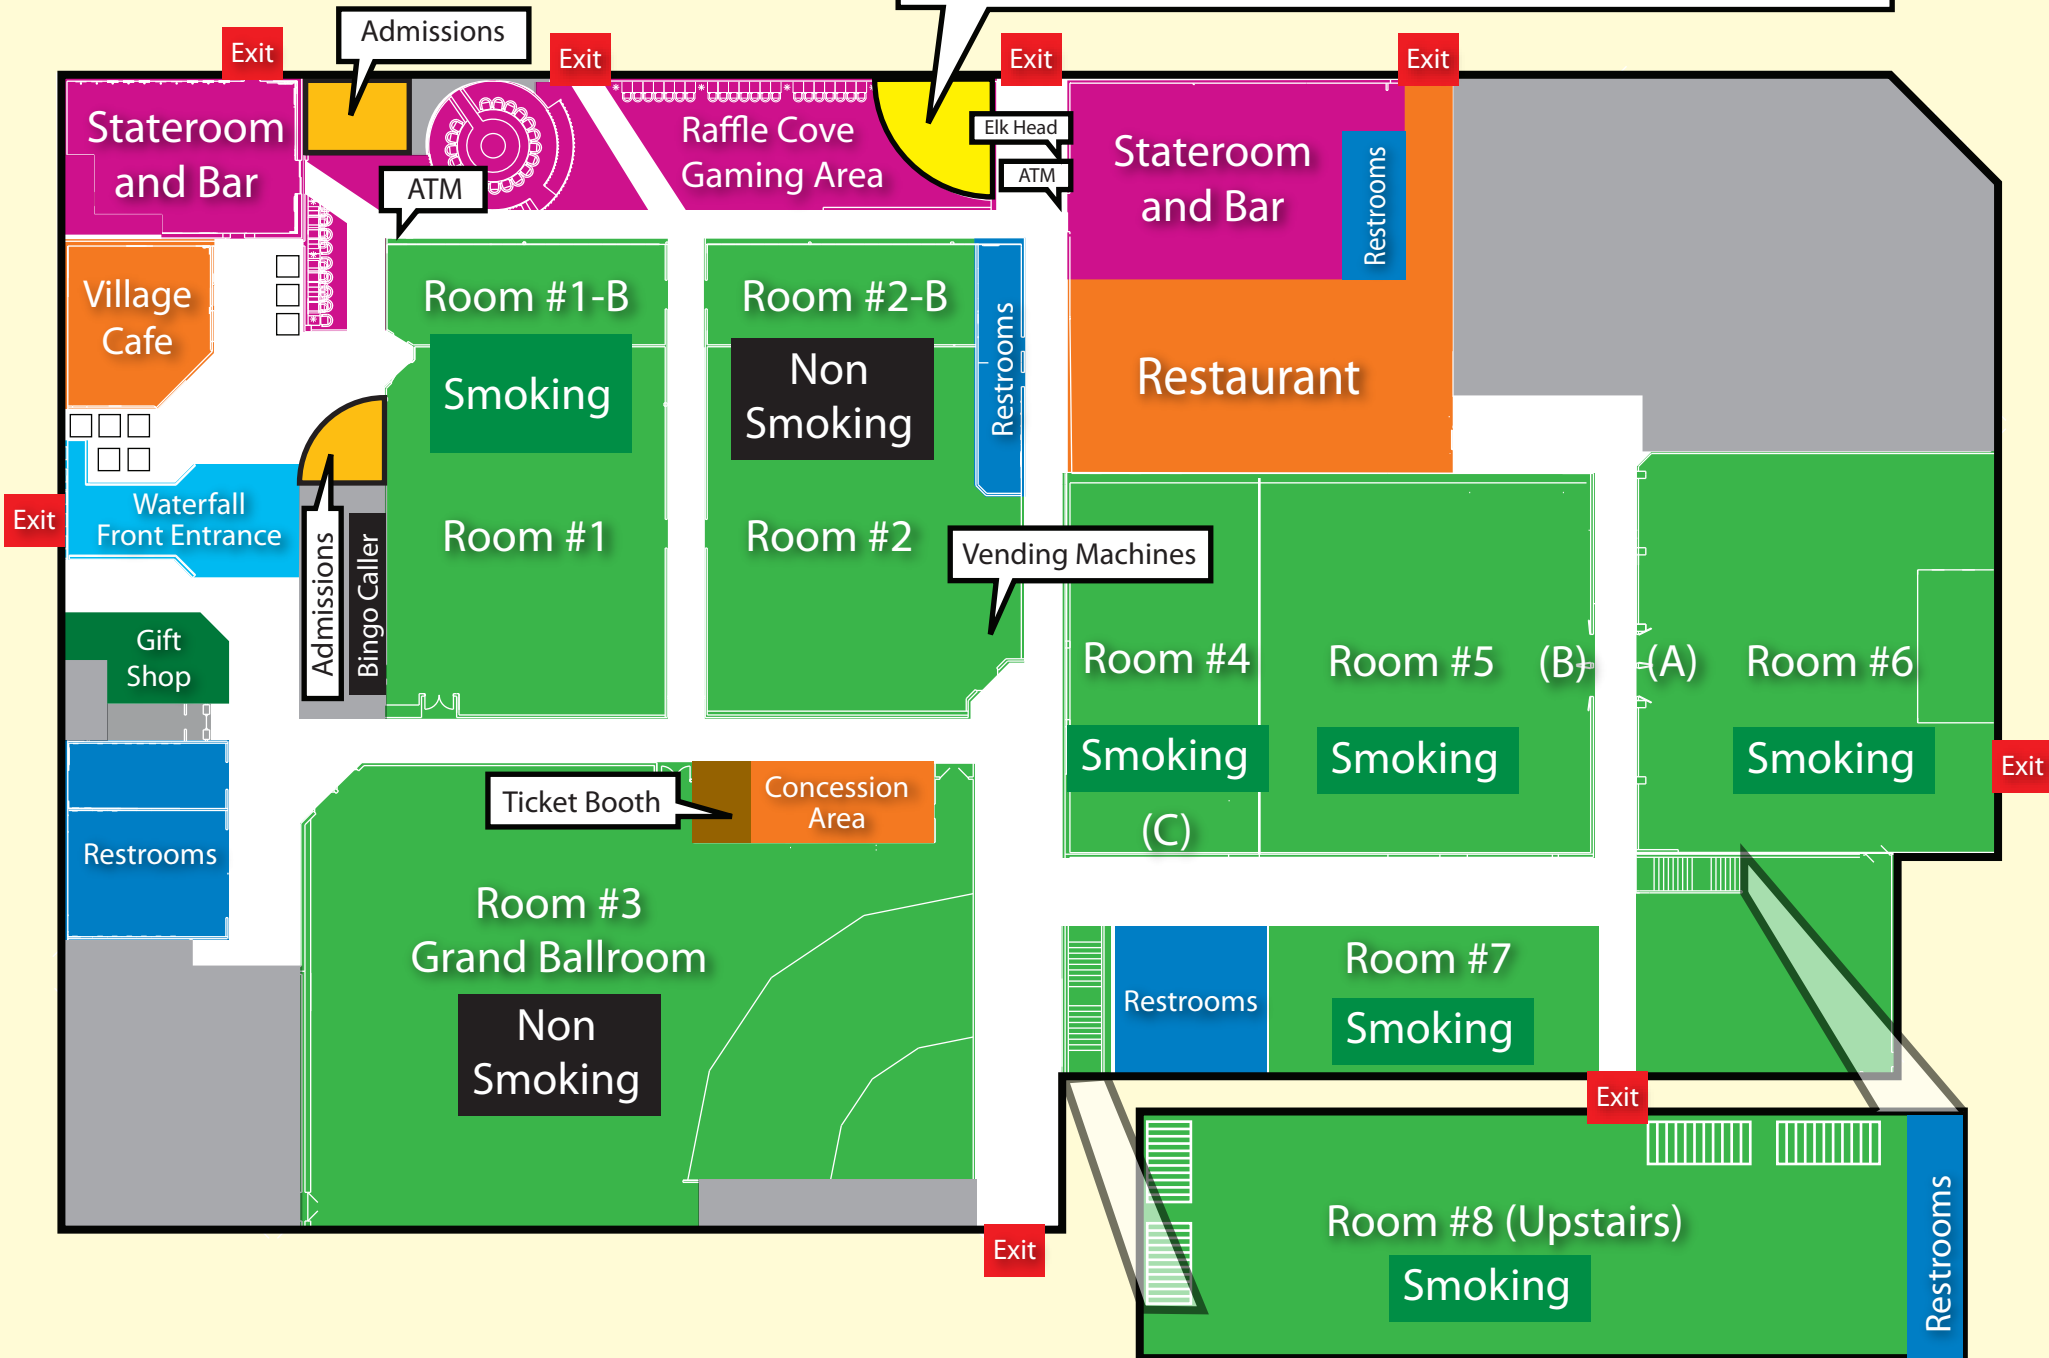 Admissions
Exit
Exit
Exit
Exit
Stateroom
and Bar
Raffle Cove
Gaming Area
Elk Head
ATM
ATM
Stateroom
and Bar
Restrooms
Village
Cafe
Room #1-B
Smoking
Room #2-B
Non
Smoking
Restrooms
Restaurant
Exit
Waterfall
Front Entrance
Admissions
Bingo Caller
Room #1
Room #2
Vending Machines
Gift
Shop
Room #4
Smoking
(C)
Room #5
Smoking
(B)
(A)
Room #6
Smoking
Exit
Restrooms
Ticket Booth
Concession
Area
Room #3
Grand Ballroom
Non
Smoking
Restrooms
Room #7
Smoking
Exit
Exit
Room #8 (Upstairs)
Smoking
Restrooms